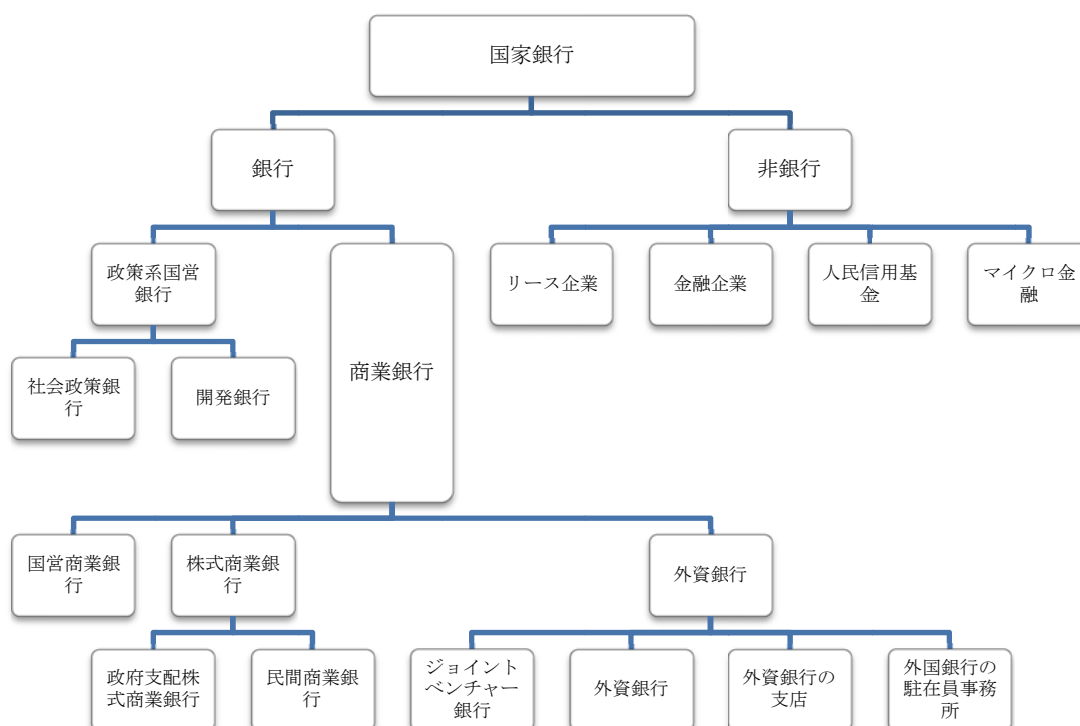 国家銀行
銀行
非銀行
政策系国営
銀行
商業銀行
リース企業
金融企業
人民信用基
金
マイクロ金
融
社会政策銀
行
開発銀行
国営商業銀
行
株式商業銀
行
外資銀行
政府支配株
式商業銀行
民間商業銀
行
ジョイント
ベンチャー
銀行
外資銀行
外資銀行の
支店
外国銀行の
駐在員事務
所